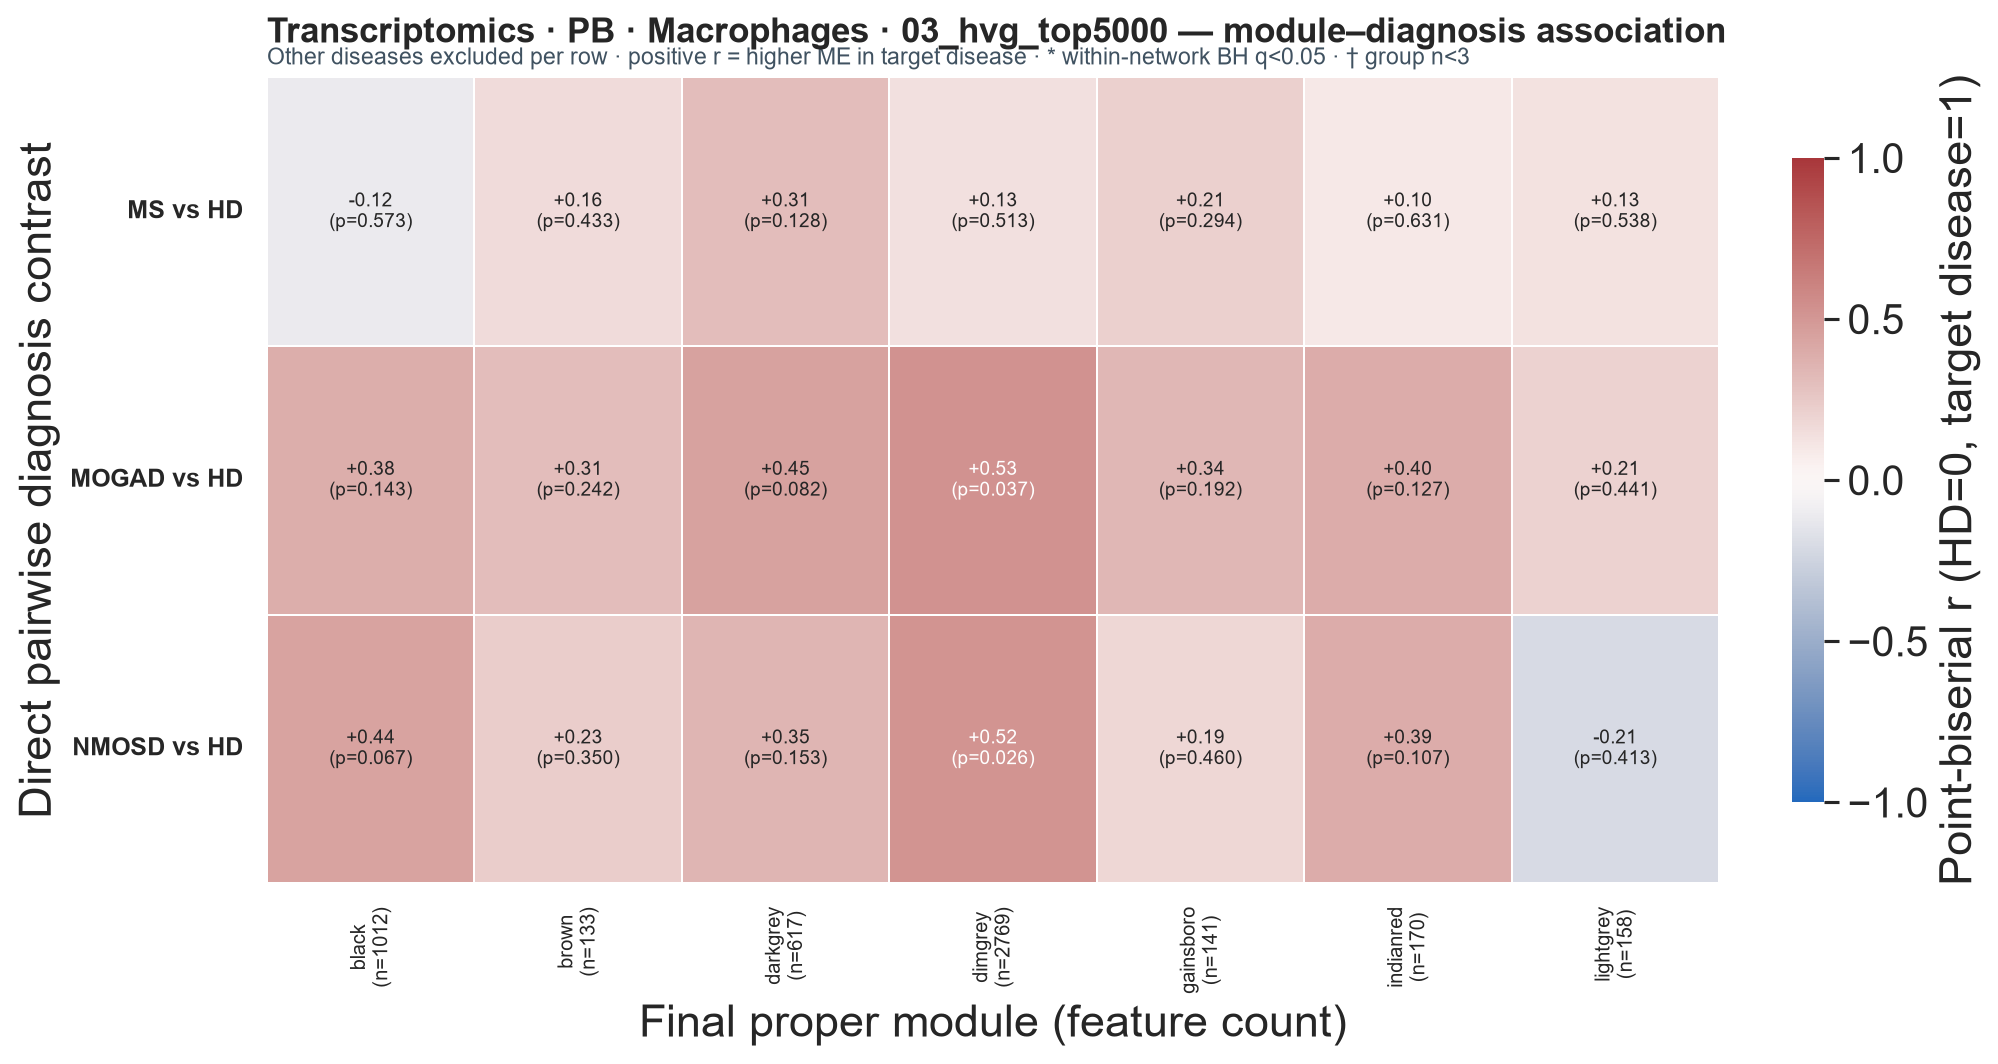 Transcriptomics · PB · Macrophages · 03_hvg_top5000 — module–diagnosis association
Other diseases excluded per row · positive r = higher ME in target disease · * within-network BH q<0.05 · † group n<3
Direct pairwise diagnosis contrast
MS vs HD
-0.12
(p=0.573)
+0.16
(p=0.433)
+0.31
(p=0.128)
+0.13
(p=0.513)
+0.21
(p=0.294)
+0.10
(p=0.631)
+0.13
(p=0.538)
MOGAD vs HD
+0.38
(p=0.143)
+0.31
(p=0.242)
+0.45
(p=0.082)
+0.53
(p=0.037)
+0.34
(p=0.192)
+0.40
(p=0.127)
+0.21
(p=0.441)
NMOSD vs HD
+0.44
(p=0.067)
+0.23
(p=0.350)
+0.35
(p=0.153)
+0.52
(p=0.026)
+0.19
(p=0.460)
+0.39
(p=0.107)
-0.21
(p=0.413)
black
(n=1012)
brown
(n=133)
darkgrey
(n=617)
dimgrey
(n=2769)
gainsboro
(n=141)
indianred
(n=170)
lightgrey
(n=158)
Final proper module (feature count)
1.0
0.5
0.0
−0.5
−1.0
Point-biserial r (HD=0, target disease=1)